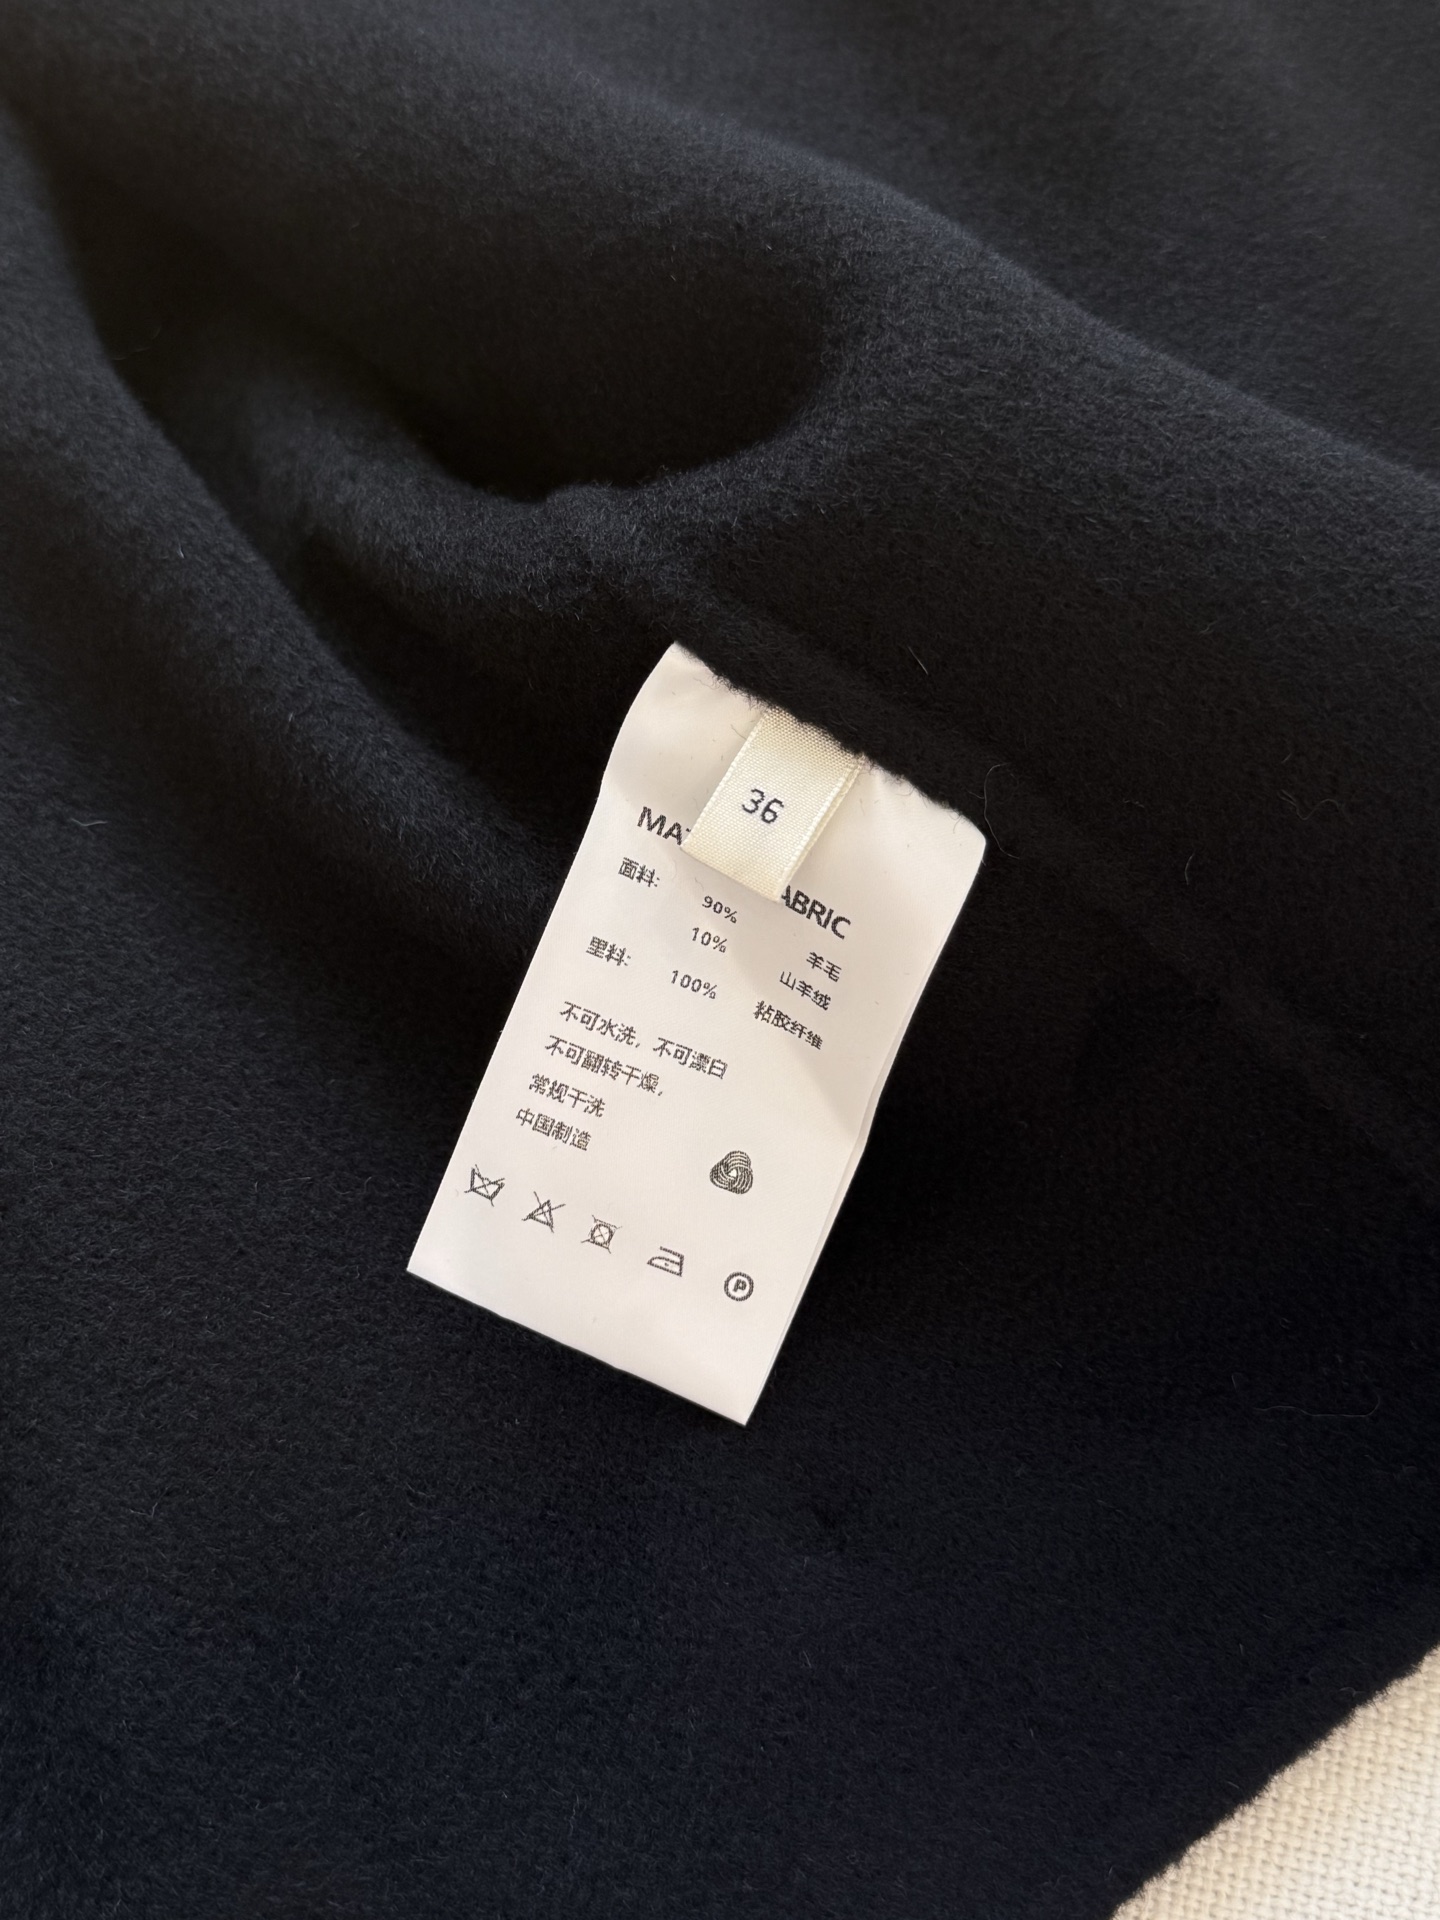 36
MA
ABRIC
面料: 90% 羊毛
10% 山羊绒
里料: 100% 粘胶纤维
不可水洗，不可漂白
不可翻转干燥，
常规干洗
中国制造
P